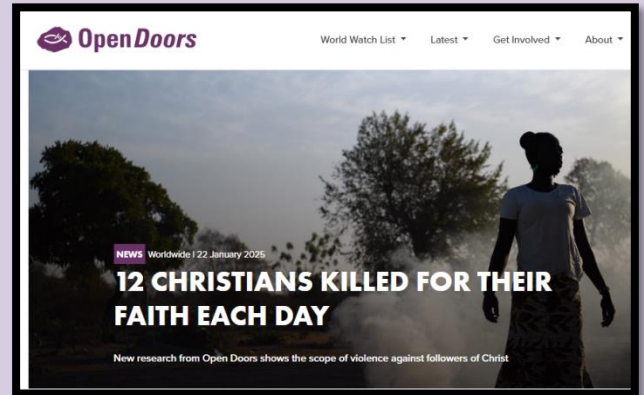 Open Doors
World Watch List Latest Get Involved About
NEWS Worldwide | 22 January 2025
12 CHRISTIANS KILLED FOR THEIR
FAITH EACH DAY
New research from Open Doors shows the scope of violence against followers of Christ